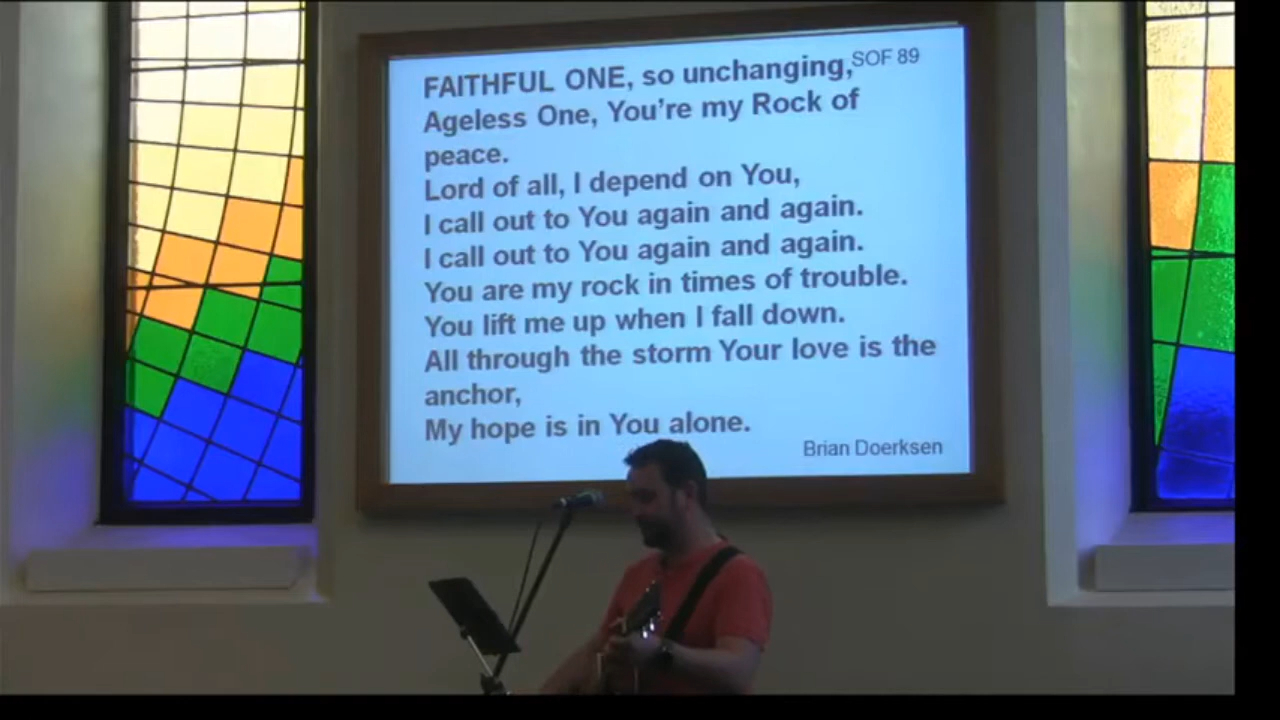 FAITHFUL ONE, so unchanging, SOF 89
Ageless One, You're my Rock of
peace.
Lord of all, I depend on You,
I call out to You again and again.
I call out to You again and again.
You are my rock in times of trouble.
You lift me up when I fall down.
All through the storm Your love is the
anchor,
My hope is in You alone.
Brian Doerksen